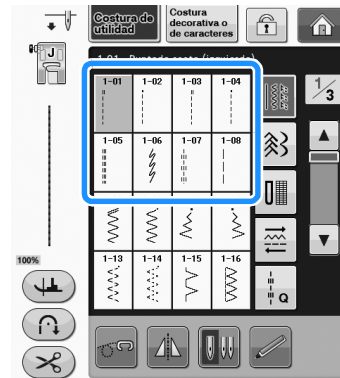 Costura de
utilidad
Costura
decorativa o
de caracteres
J
1-01
1-02
1-03
1-04
1/3
1-05
1-06
1-07
1-08
1-13
1-14
1-15
1-16
100%
Q